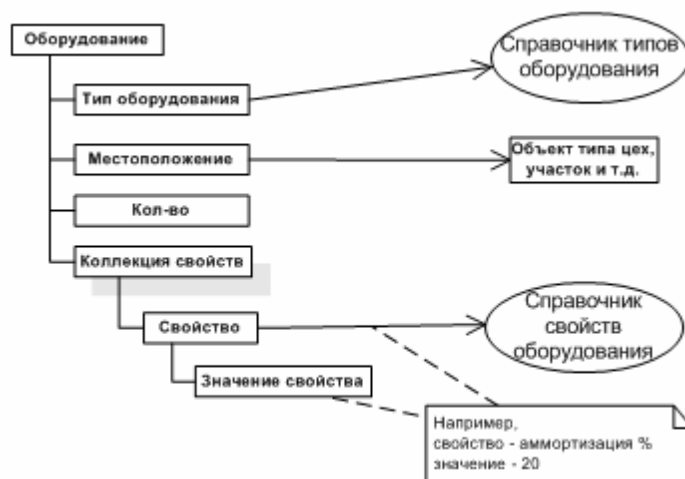 Оборудование
Справочник типов
оборудования
Тип оборудования
Местоположение
Объект типа цех,
участок и т.д.
Кол-во
Коллекция свойств
Свойство
Справочник
свойств
оборудования
Значение свойства
Например,
свойство - аммортизация %
значение - 20